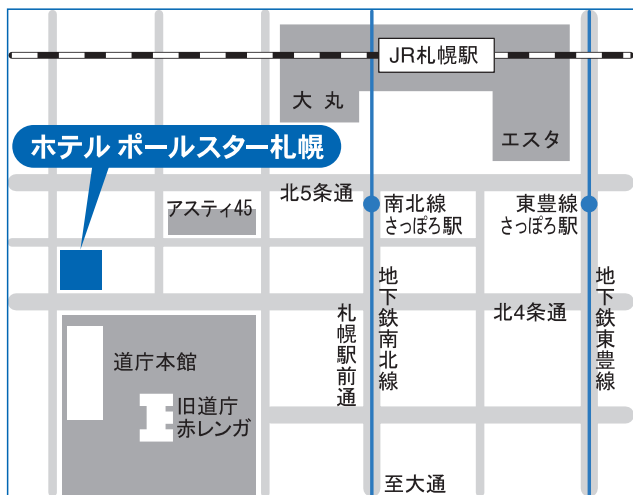 JR札幌駅
大丸
エスタ
ホテル ポールスター札幌
北5条通
アスティ45
南北線
さっぽろ駅
東豊線
さっぽろ駅
地下鉄南北線
札幌駅前通
北4条通
地下鉄東豊線
道庁本館
旧道庁
赤レンガ
至大通